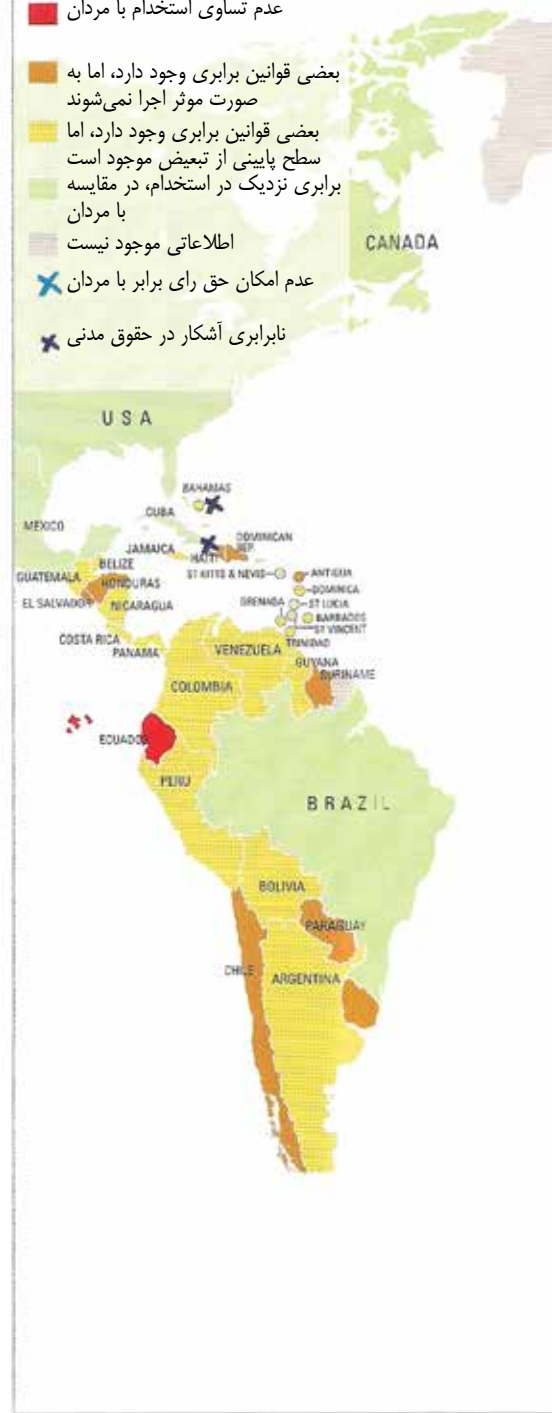 عدم تساوی استخدام با مردان
بعضی قوانین برابری وجود دارد، اما به
صورت موثر اجرا نمی‌شوند
بعضی قوانین برابری وجود دارد، اما
سطح پایینی از تبعیض موجود است
برابری نزدیک در استخدام، در مقایسه
با مردان
اطلاعاتی موجود نیست
عدم امکان حق رای برابر با مردان
نابرابری آشکار در حقوق مدنی
CANADA
USA
BAHAMAS
CUBA
MEXICO
DOMINICAN
REP.
JAMAICA
HAITI
BELIZE
GUATEMALA
HONDURAS
ST KITTS & NEVIS
ANTIGUA
DOMINICA
EL SALVADOR
NICARAGUA
GRENADA
ST LUCIA
BARBADOS
ST VINCENT
COSTA RICA
TRINIDAD
PANAMA
VENEZUELA
GUYANA
SURINAME
COLOMBIA
ECUADOR
PERU
BRAZIL
BOLIVIA
PARAGUAY
CHILE
ARGENTINA